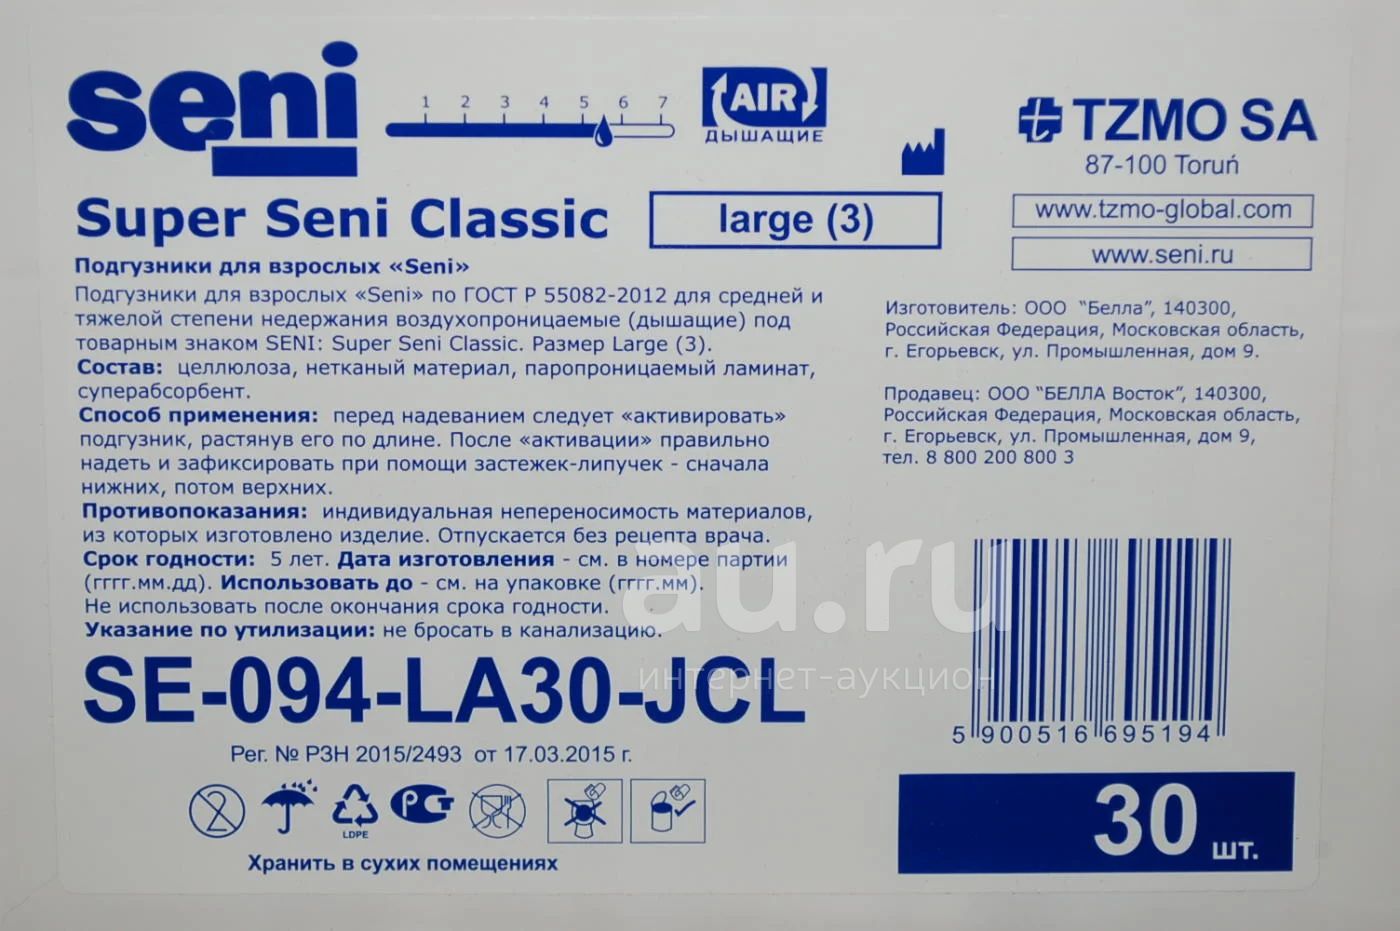 seni
1 2 3 4 5 6 7
AIR
ДЫШАЩИЕ
TZMO SA
87-100 Toruń
www.tzmo-global.com
www.seni.ru
Super Seni Classic
large (3)
Подгузники для взрослых «Seni»
Подгузники для взрослых «Seni» по ГОСТ Р 55082-2012 для средней и
тяжелой степени недержания воздухопроницаемые (дышащие) под
товарным знаком SENI: Super Seni Classic. Размер Large (3).
Состав: целлюлоза, нетканый материал, паропроницаемый ламинат,
суперабсорбент.
Способ применения: перед надеванием следует «активировать»
подгузник, растянув его по длине. После «активации» правильно
надеть и зафиксировать при помощи застежек-липучек - сначала
нижних, потом верхних.
Противопоказания: индивидуальная непереносимость материалов,
из которых изготовлено изделие. Отпускается без рецепта врача.
Срок годности: 5 лет. Дата изготовления - см. в номере партии
(гггг.мм.дд). Использовать до - см. на упаковке (гггг.мм).
Не использовать после окончания срока годности.
Указание по утилизации: не бросать в канализацию.
Изготовитель: ООО "Белла", 140300,
Российская Федерация, Московская область,
г. Егорьевск, ул. Промышленная, дом 9.
Продавец: ООО "БЕЛЛА Восток", 140300,
Российская Федерация, Московская область,
г. Егорьевск, ул. Промышленная, дом 9,
тел. 8 800 200 800 3
au.ru
интернет-аукцион
SE-094-LA30-JCL
Рег. № РЗН 2015/2493 от 17.03.2015 г.
5 900516 695194
2
LDPE
РСТ
Хранить в сухих помещениях
30 шт.